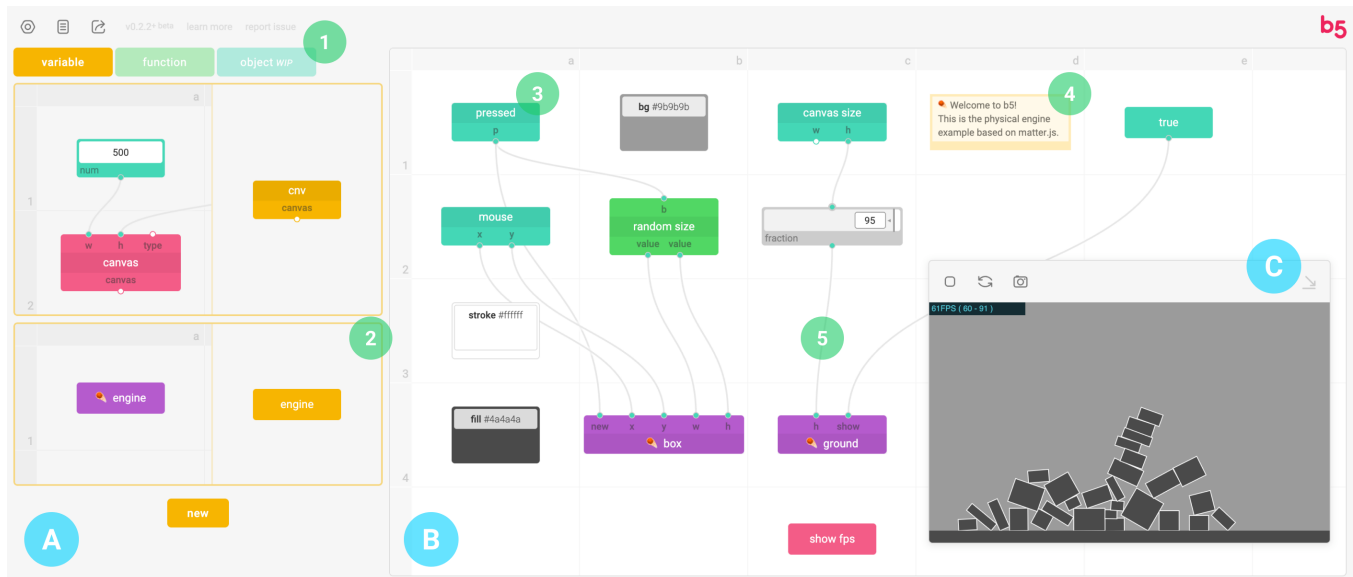 v0.2.2+ beta learn more report issue
b5
1
variable function object WIP
a
500
num
1
cnv
canvas
w h type
canvas
canvas
2
2
a
engine
engine
1
new
A
a b c d e
3
pressed
p
bg #9b9b9b
canvas size
w h
4
Welcome to b5!
This is the physical engine
example based on matter.js.
true
1
mouse
x y
b
random size
value value
95
fraction
2
stroke #ffffff
5
3
fill #4a4a4a
new x y w h
box
h show
ground
4
B
show fps
C
61FPS ( 60 - 91 )